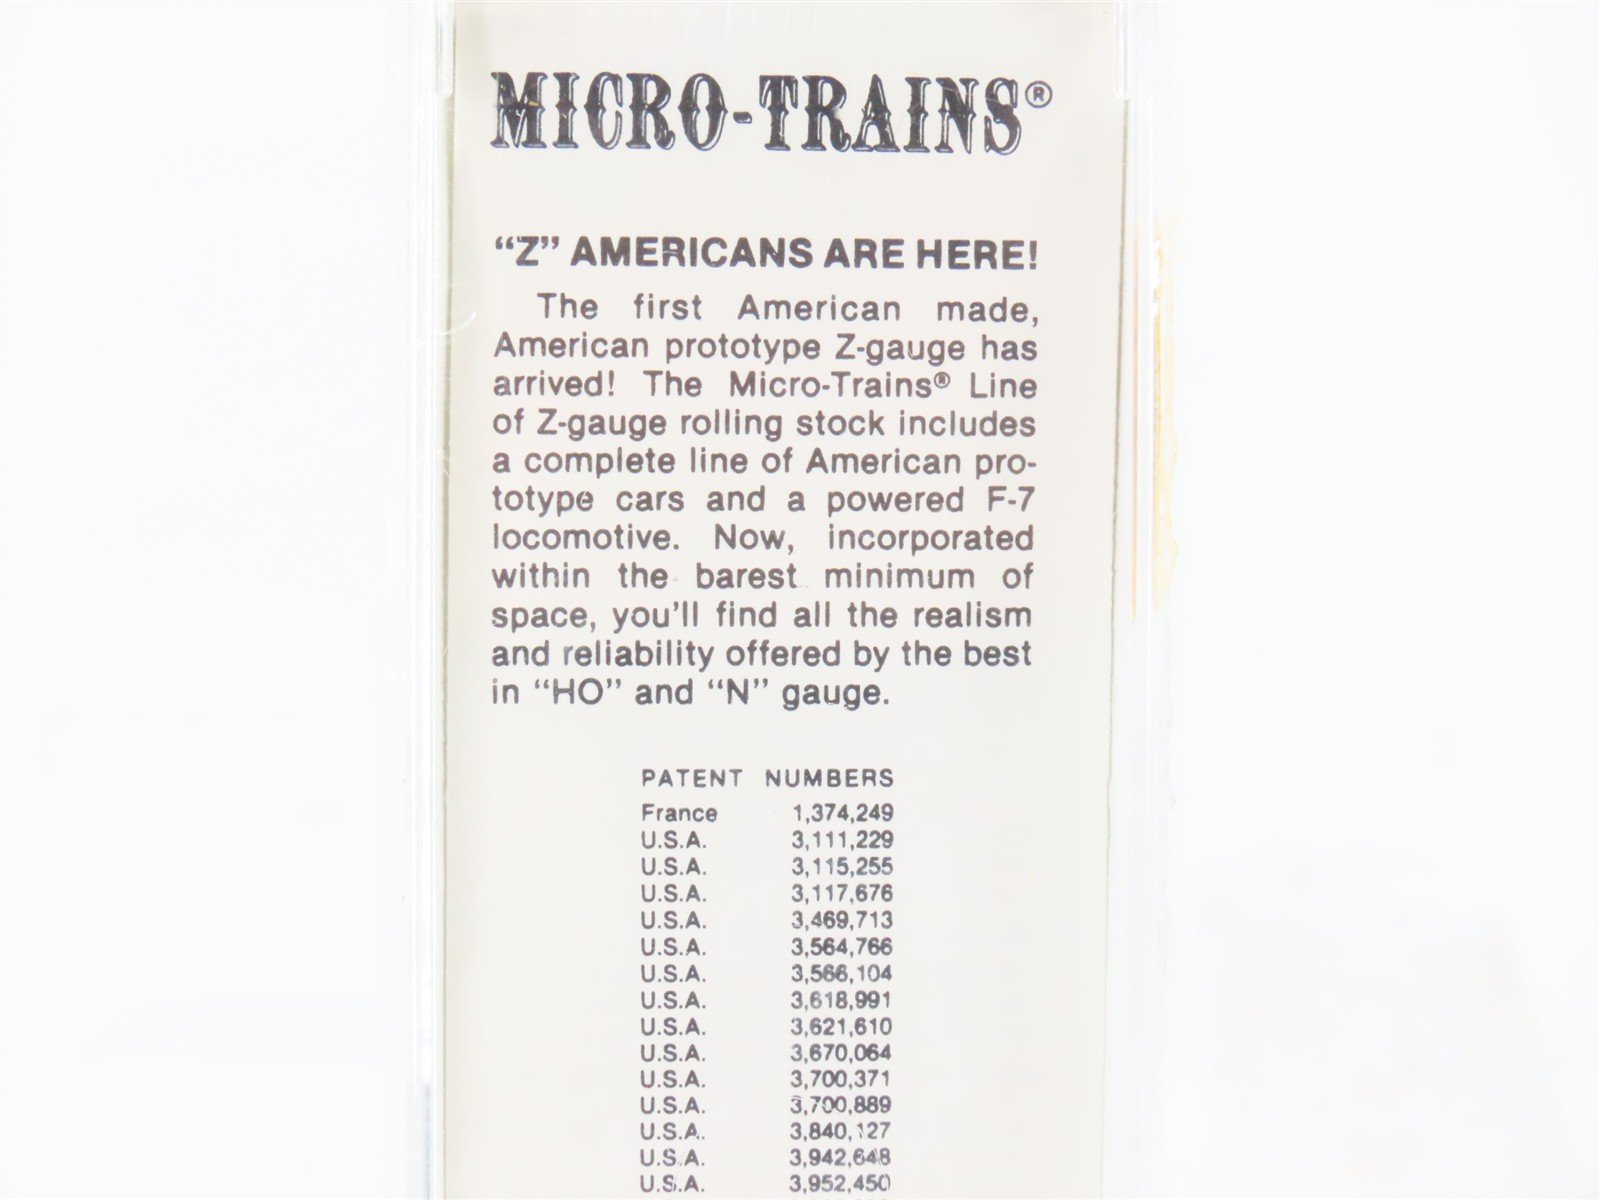 MICRO-TRAINS®
“Z” AMERICANS ARE HERE!
The first American made,
American prototype Z-gauge has
arrived! The Micro-Trains® Line
of Z-gauge rolling stock includes
a complete line of American pro-
totype cars and a powered F-7
locomotive. Now, incorporated
within the barest minimum of
space, you'll find all the realism
and reliability offered by the best
in “HO” and “N” gauge.
PATENT NUMBERS
France 1,374,249
U.S.A. 3,111,229
U.S.A. 3,115,255
U.S.A. 3,117,676
U.S.A. 3,469,713
U.S.A. 3,564,766
U.S.A. 3,566,104
U.S.A. 3,618,991
U.S.A. 3,621,610
U.S.A. 3,670,064
U.S.A. 3,700,371
U.S.A. 3,700,889
U.S.A. 3,840,127
U.S.A. 3,942,648
U.S.A. 3,952,450